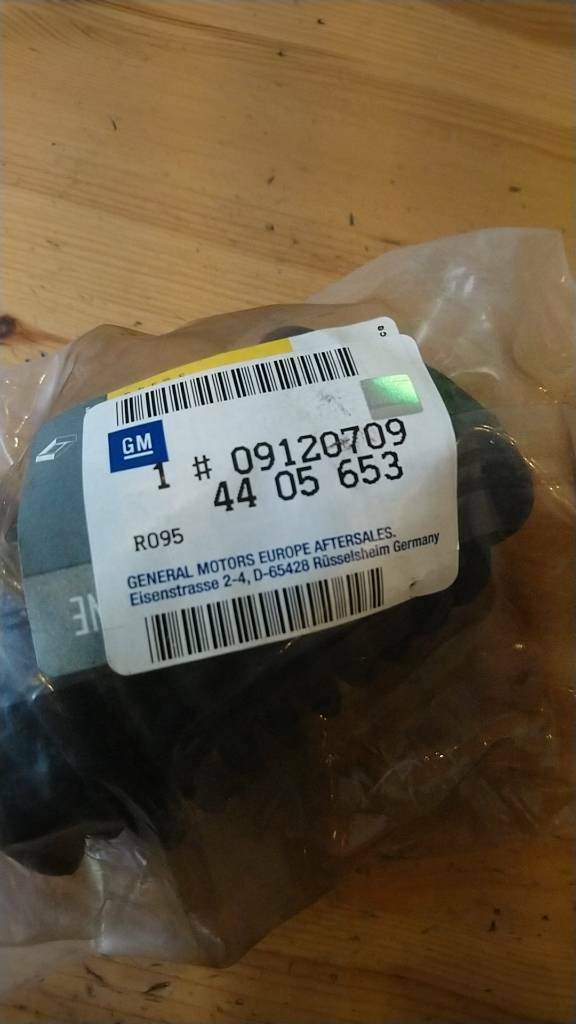 GM
1 # 09120709
44 05 653
R095
GENERAL MOTORS EUROPE AFTERSALES.
Eisenstrasse 2-4, D-65428 Rüsselsheim Germany